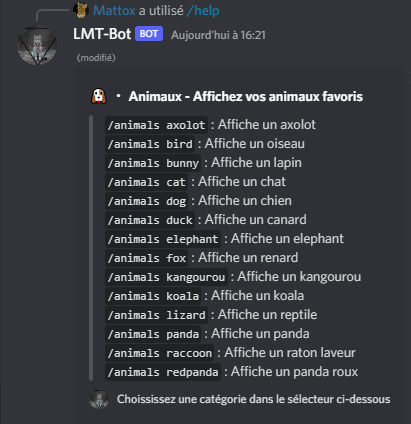 Mattox a utilisé /help
LMT-Bot BOT Aujourd'hui à 16:21
(modifié)
• Animaux - Affichez vos animaux favoris
/animals axolot : Affiche un axolot
/animals bird : Affiche un oiseau
/animals bunny : Affiche un lapin
/animals cat : Affiche un chat
/animals dog : Affiche un chien
/animals duck : Affiche un canard
/animals elephant : Affiche un elephant
/animals fox : Affiche un renard
/animals kangourou : Affiche un kangourou
/animals koala : Affiche un koala
/animals lizard : Affiche un reptile
/animals panda : Affiche un panda
/animals raccoon : Affiche un raton laveur
/animals redpanda : Affiche un panda roux
Choississez une catégorie dans le sélecteur ci-dessous